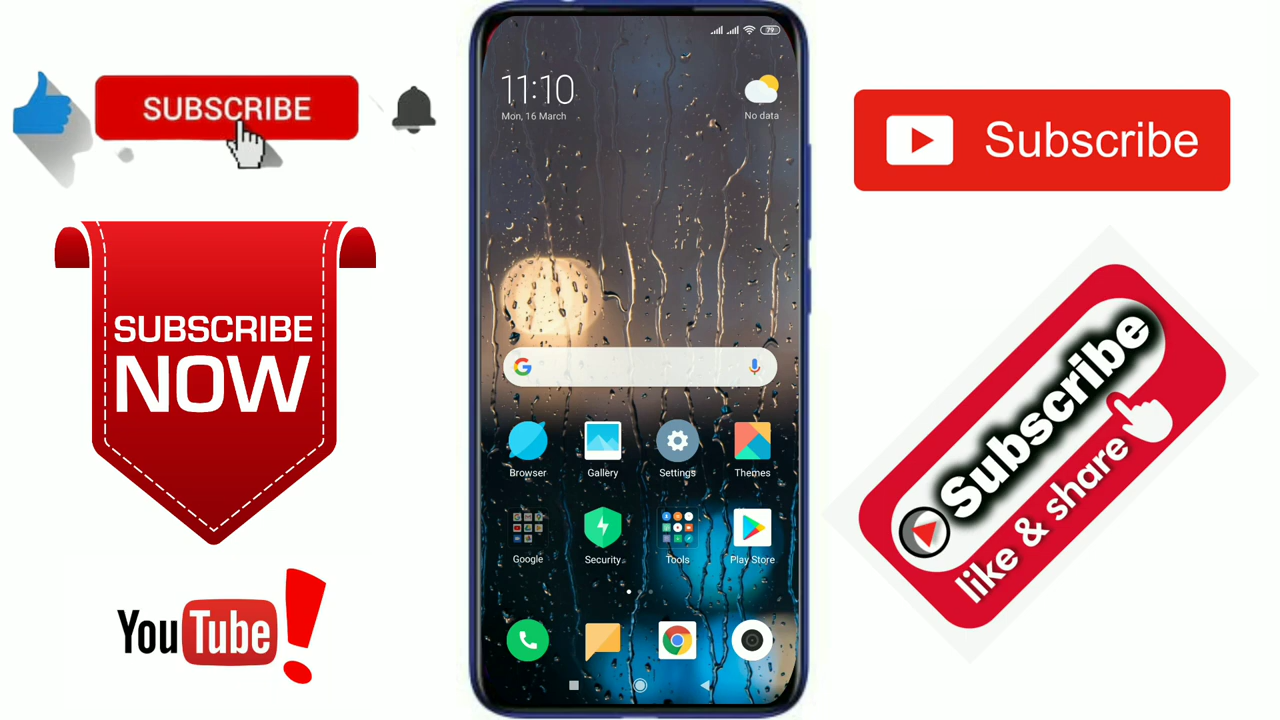 SUBSCRIBE
SUBSCRIBE
NOW
YouTube!
11:10
Mon, 16 March
79
No data
Browser
Gallery
Settings
Themes
Google
Security
Tools
Play Store
Subscribe
Subscribe
like & share